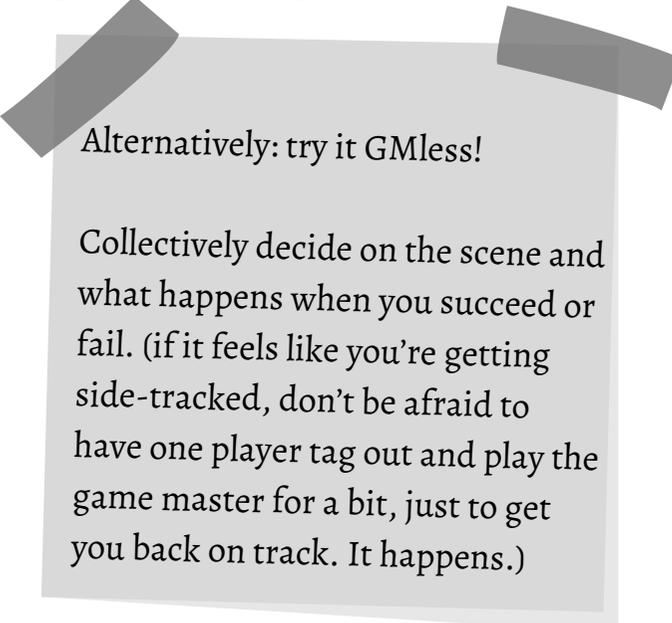 Alternatively: try it GMless!
Collectively decide on the scene and
what happens when you succeed or
fail. (if it feels like you're getting
side-tracked, don't be afraid to
have one player tag out and play the
game master for a bit, just to get
you back on track. It happens.)